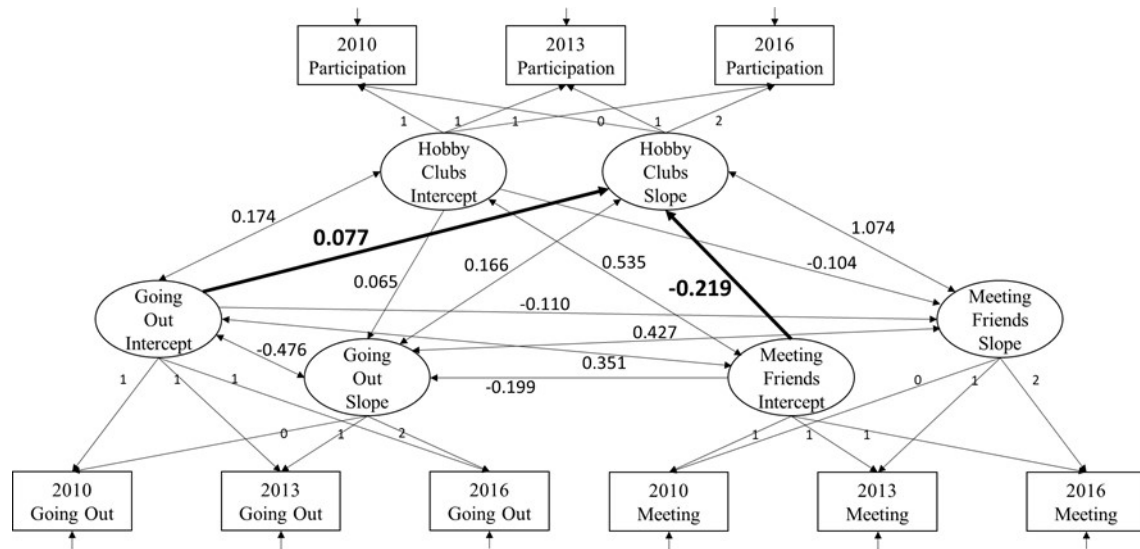 2010
Participation
2013
Participation
2016
Participation
1
1
1
0
1
2
Hobby
Clubs
Intercept
Hobby
Clubs
Slope
0.174
0.077
0.065
0.166
0.535
-0.219
1.074
-0.104
-0.110
0.427
-0.476
0.351
-0.199
Going
Out
Intercept
Going
Out
Slope
Meeting
Friends
Intercept
Meeting
Friends
Slope
1
1
1
0
1
2
0
1
2
1
1
1
2010
Going Out
2013
Going Out
2016
Going Out
2010
Meeting
2013
Meeting
2016
Meeting